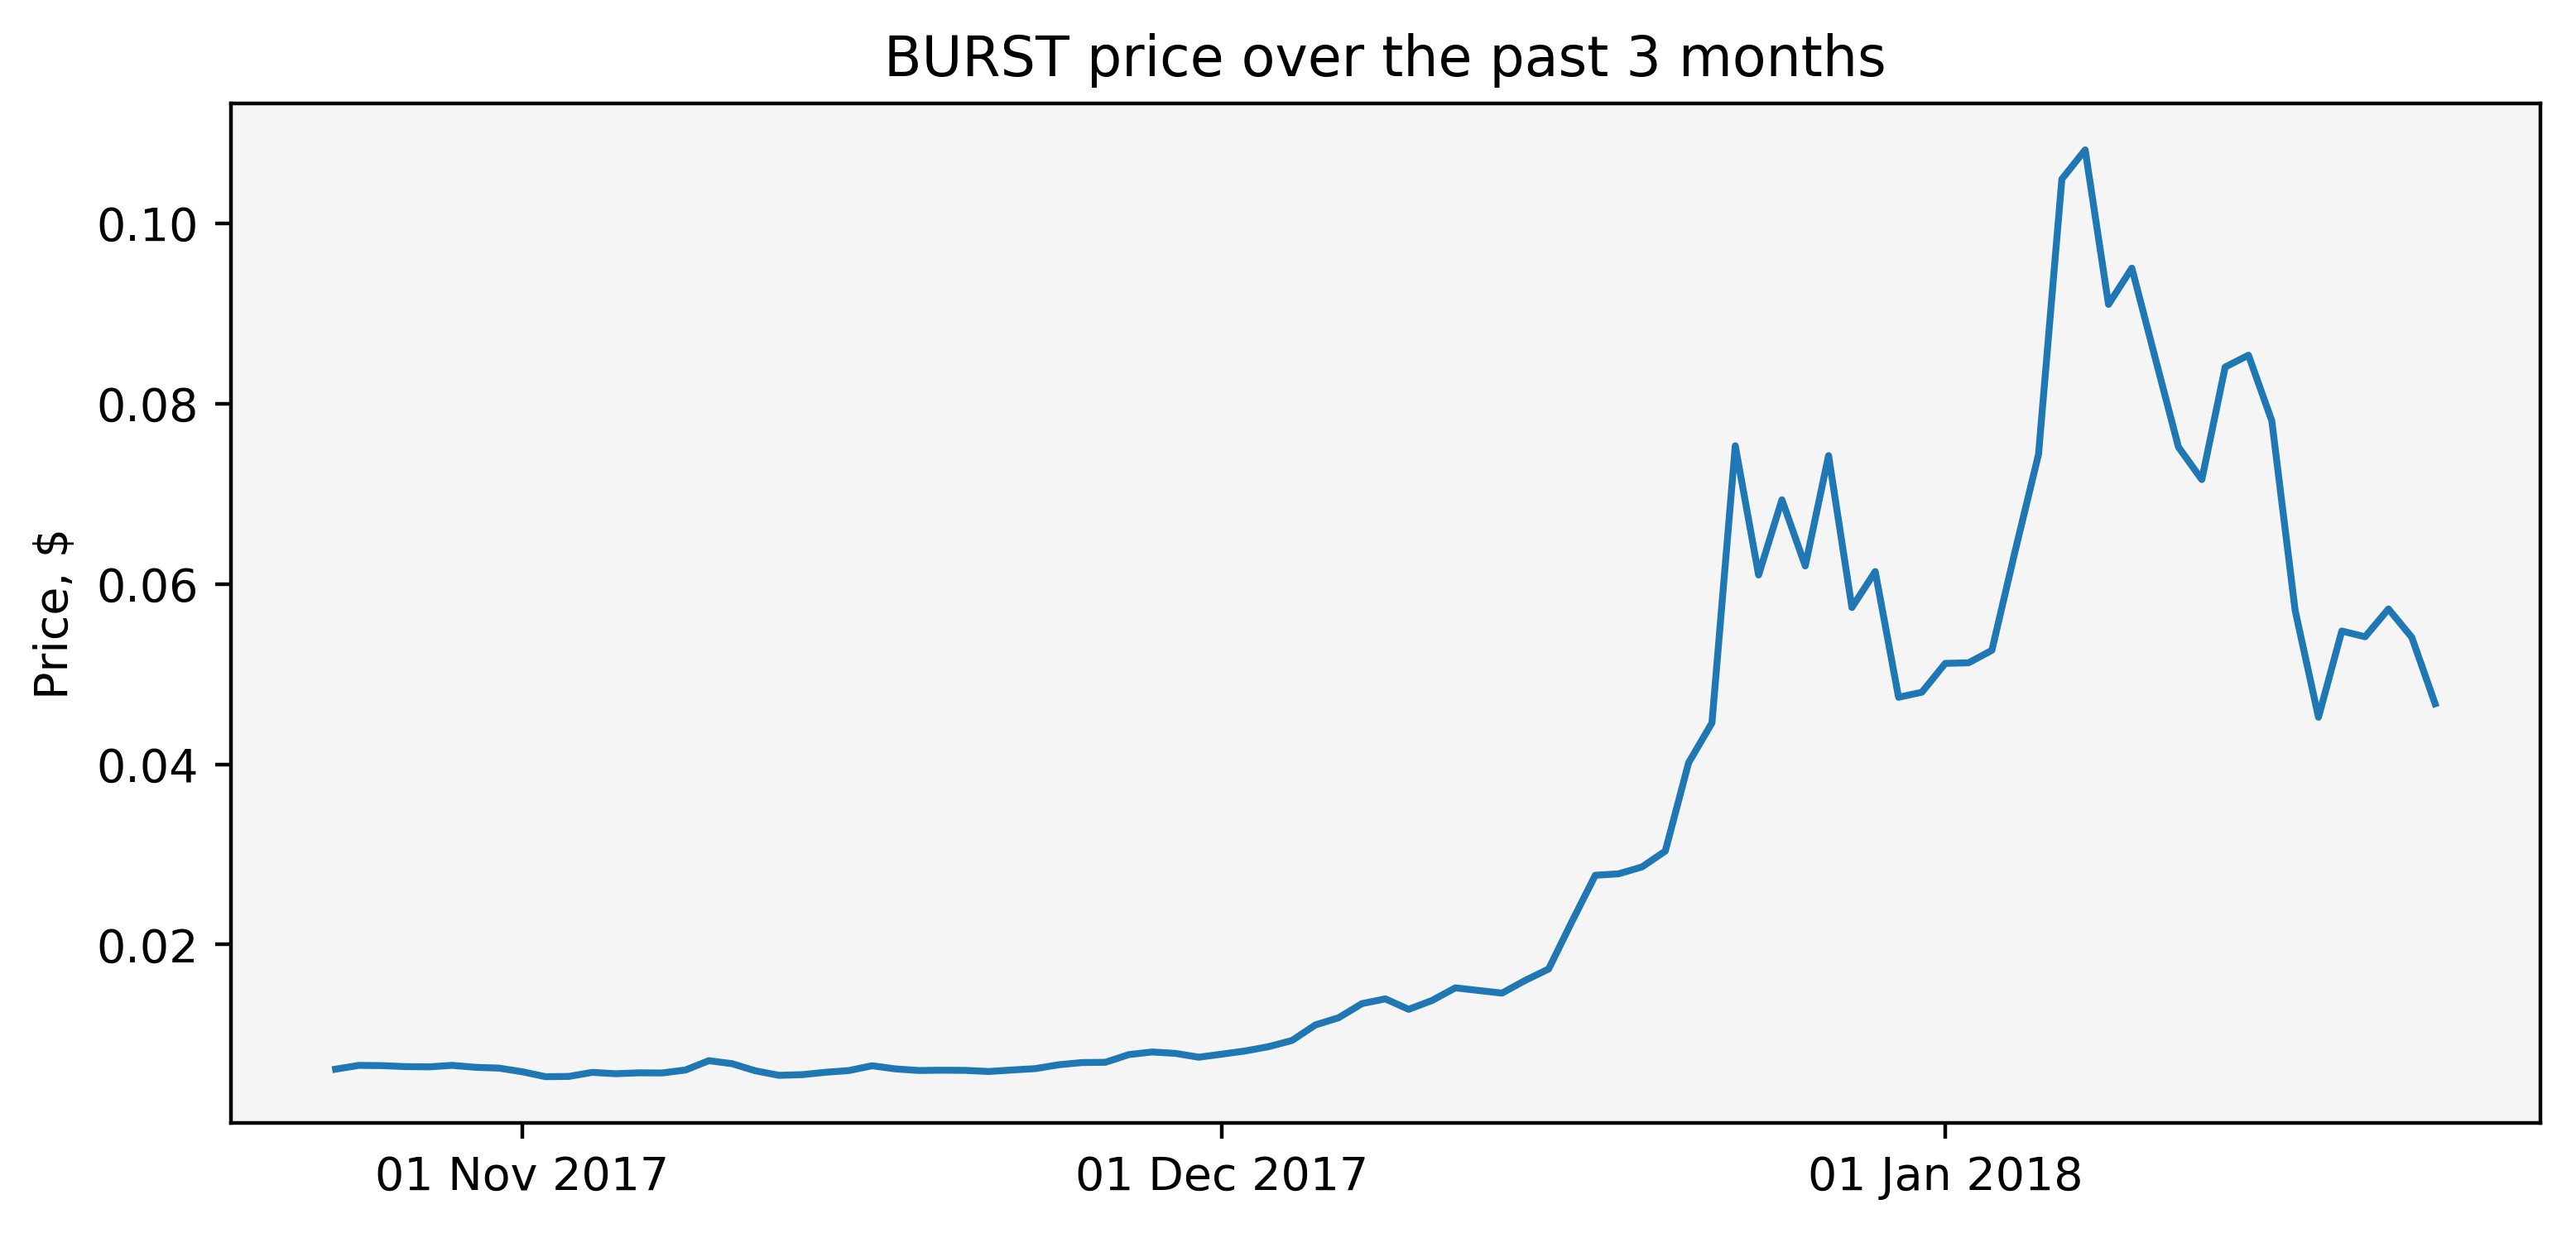 BURST price over the past 3 months
Price, $
0.10
0.08
0.06
0.04
0.02
01 Nov 2017
01 Dec 2017
01 Jan 2018